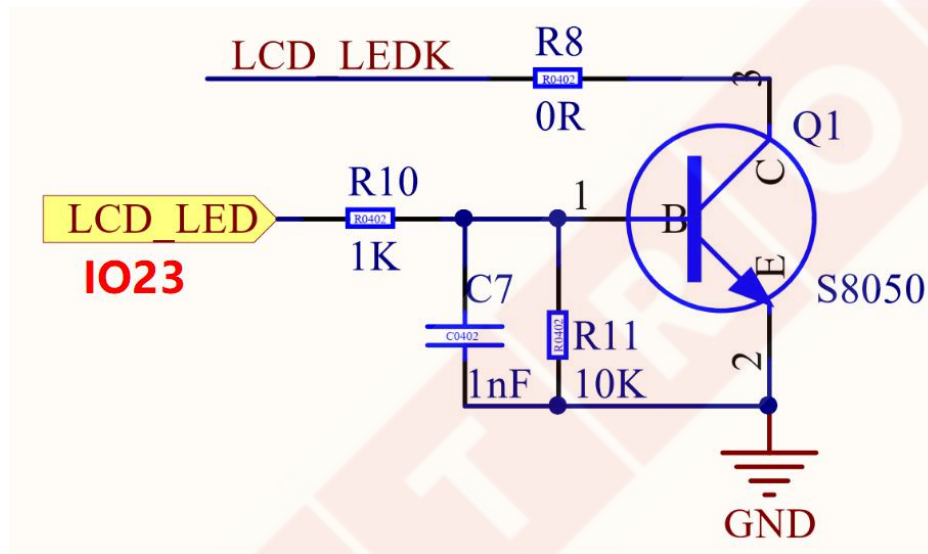 LCD_LEDK
R8
R0402
0R
3
Q1
C
LCD_LED
IO23
R10
R0402
1K
1
B
E
S8050
C7
C0402
1nF
R0402
R11
10K
2
GND